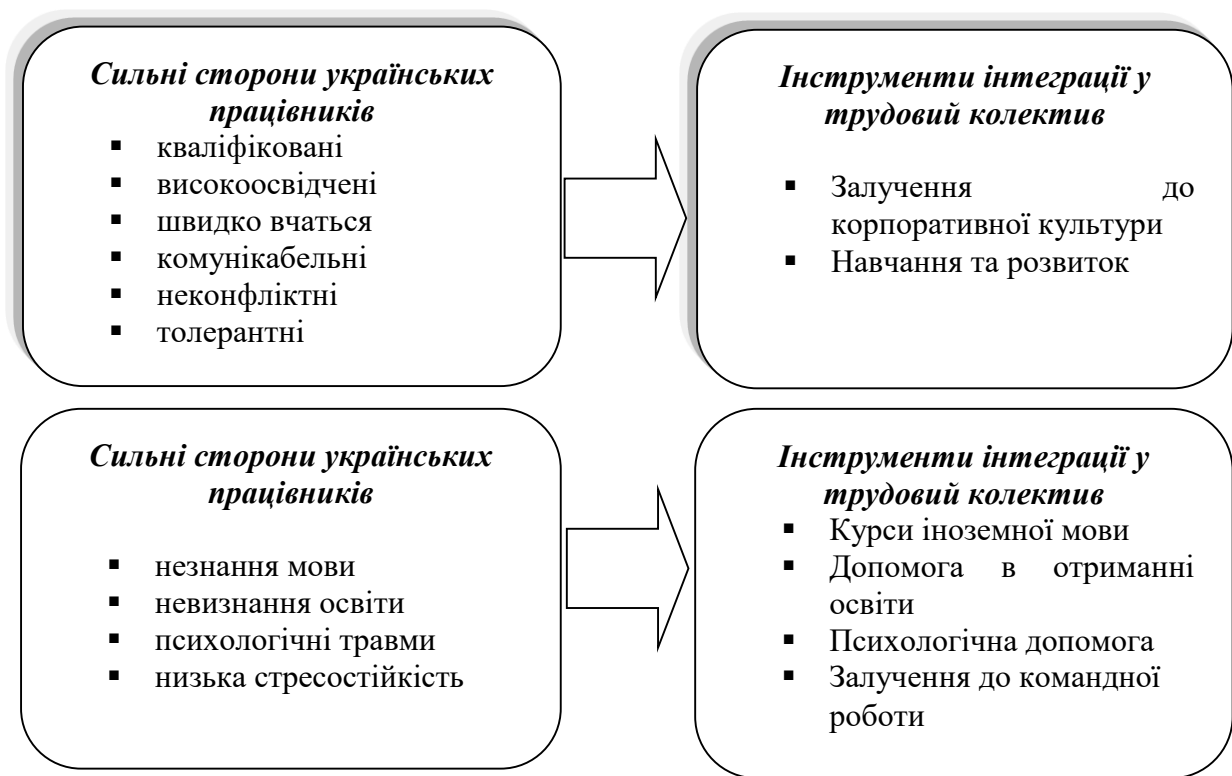 Сильні сторони українських
працівників
▪ кваліфіковані
▪ високоосвідчені
▪ швидко вчаться
▪ комунікабельні
▪ неконфліктні
▪ толерантні
Інструменти інтеграції у
трудовий колектив
▪ Залучення до
корпоративної культури
▪ Навчання та розвиток
Сильні сторони українських
працівників
▪ незнання мови
▪ невизнання освіти
▪ психологічні травми
▪ низька стресостійкість
Інструменти інтеграції у
трудовий колектив
▪ Курси іноземної мови
▪ Допомога в отриманні
освіти
▪ Психологічна допомога
▪ Залучення до командної
роботи